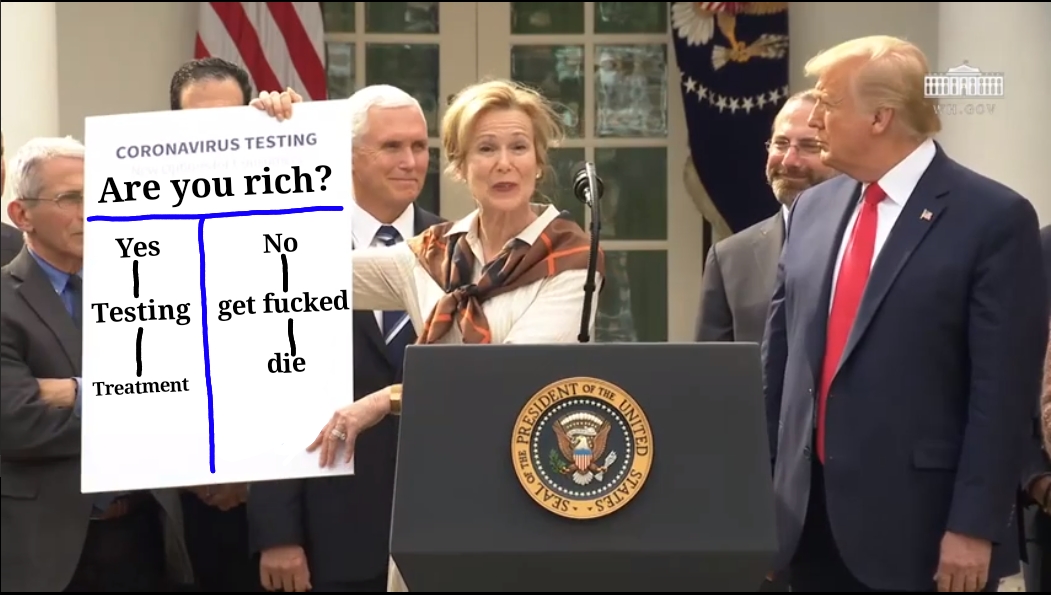 CORONAVIRUS TESTING
Are you rich?
Yes
No
Testing
get fucked
Treatment
die
WH.GOV
SEAL OF THE PRESIDENT OF THE UNITED STATES